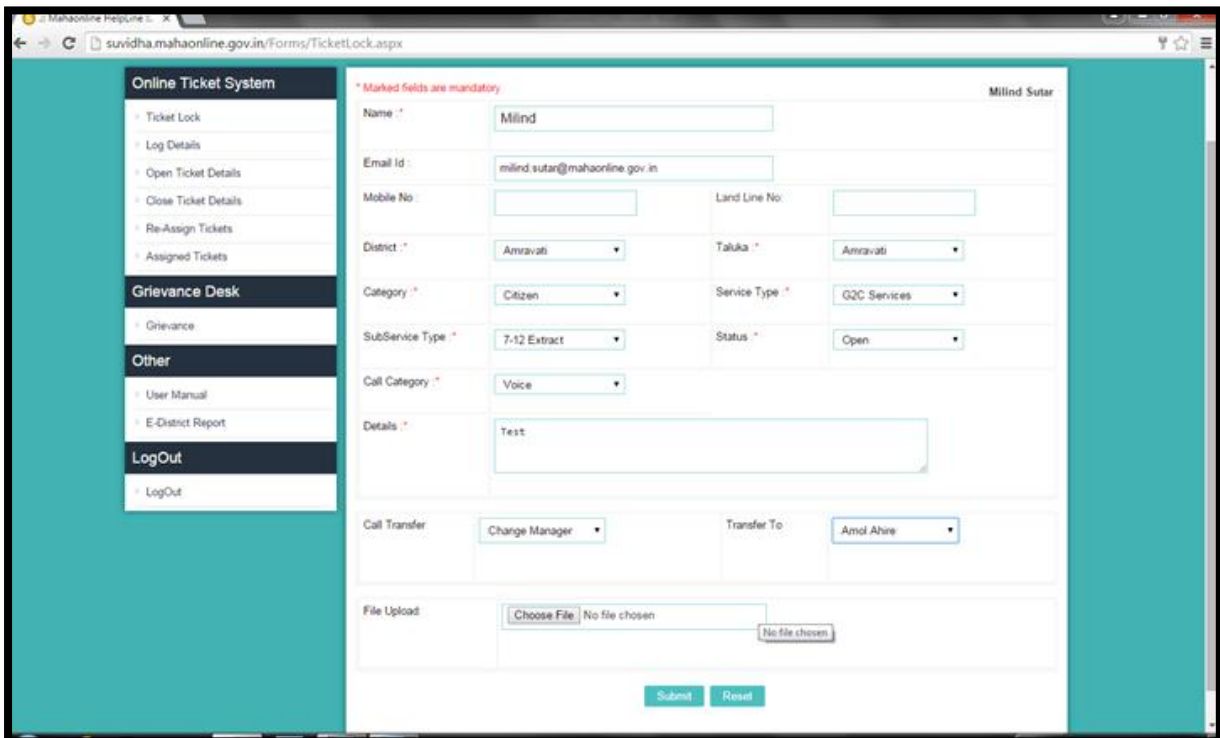 .:: Mahaonline HelpLine ::.
suvidha.mahaonline.gov.in/Forms/TicketLock.aspx
Online Ticket System
Ticket Lock
Log Details
Open Ticket Details
Close Ticket Details
Re-Assign Tickets
Assigned Tickets
Grievance Desk
Grievance
Other
User Manual
E-District Report
LogOut
LogOut
* Marked fields are mandatory
Milind Sutar
Name :* Milind
Email Id : milind.sutar@mahaonline.gov.in
Mobile No : Land Line No:
District :* Amravati Taluka :* Amravati
Category :* Citizen Service Type :* G2C Services
SubService Type :* 7-12 Extract Status :* Open
Call Category :* Voice
Details :* Test
Call Transfer Change Manager Transfer To Amol Ahire
File Upload: Choose File No file chosen
No file chosen
Submit Reset